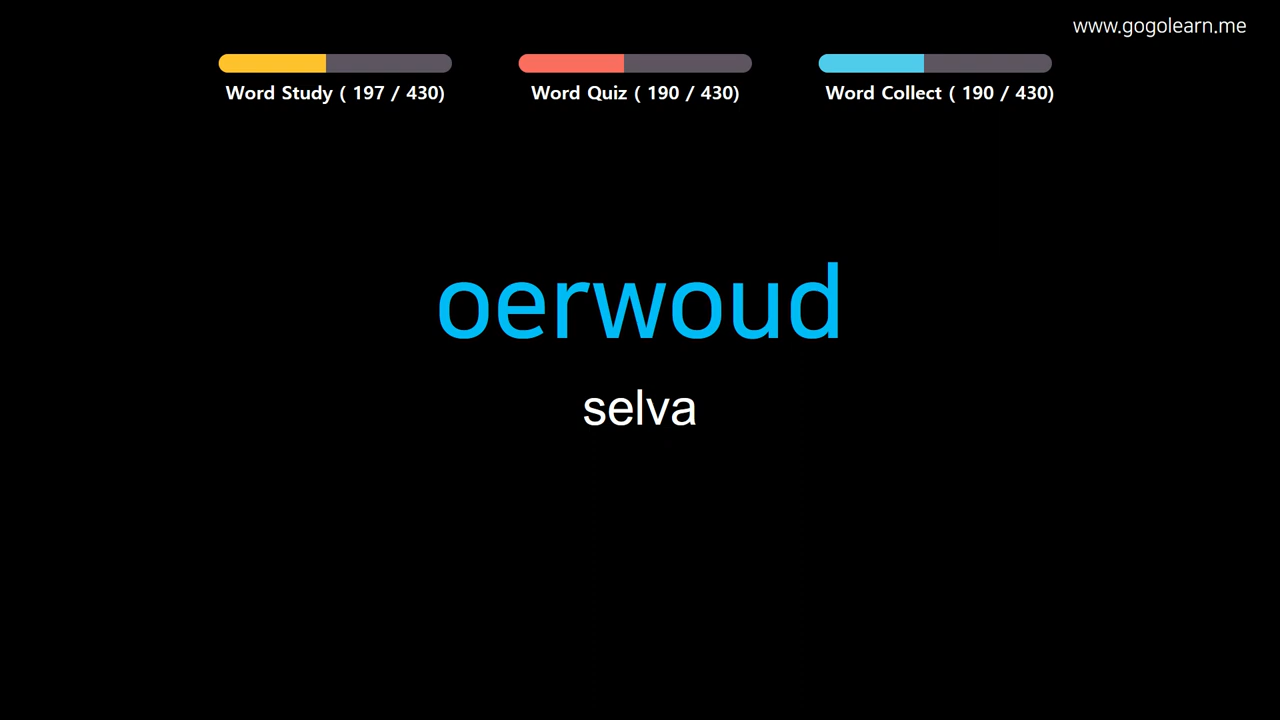 www.gogolearn.me
Word Study ( 197 / 430)
Word Quiz ( 190 / 430)
Word Collect ( 190 / 430)
oerwoud
selva